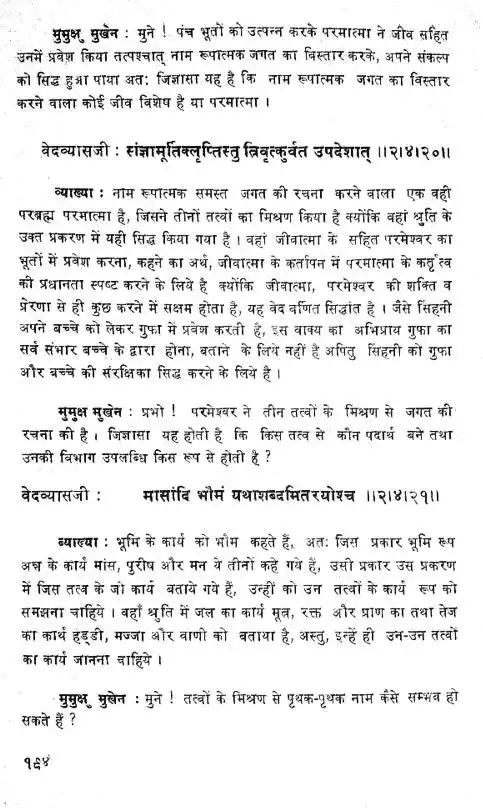 मुमुक्षु मुखेन : मुने ! पंच भूतों को उत्पन्न करके परमात्मा ने जीव सहित
उनमें प्रवेश किया तत्पश्चात् नाम रूपात्मक जगत का विस्तार करके, अपने संकल्प
को सिद्ध हुआ पाया अतः जिज्ञासा यह है कि नाम रूपात्मक जगत का विस्तार
करने वाला कोई जीव विशेष है या परमात्मा ।
वेदव्यासजी : संज्ञामूतिक्लृप्तिस्तु त्रिवृत्कुर्वत उपदेशात् ।।२।४।२०।।
व्याख्या : नाम रूपात्मक समस्त जगत की रचना करने वाला एक वही
परब्रह्म परमात्मा है, जिसने तीनों तत्वों का मिश्रण किया है क्योंकि वहां श्रुति के
उक्त प्रकरण में यही सिद्ध किया गया है । वहां जीवात्मा के सहित परमेश्वर का
भूतों में प्रवेश करना, कहने का अर्थ, जीवात्मा के कर्तापन में परमात्मा के कर्तृत्व
की प्रधानता स्पष्ट करने के लिये है क्योंकि जीवात्मा, परमेश्वर की शक्ति व
प्रेरणा से ही कुछ करने में सक्षम होता है, यह वेद वणित सिद्धांत है । जैसे सिंहनी
अपने बच्चे को लेकर गुफा में प्रवेश करती है, इस वाक्य का अभिप्राय गुफा का
सर्व संभार बच्चे के द्वारा होना, बताने के लिये नहीं है अपितु सिंहनी को गुफा
और बच्चे की संरक्षिका सिद्ध करने के लिये है ।
मुमुक्षु मुखेन : प्रभो ! परमेश्वर ने तीन तत्वों के मिश्रण से जगत की
रचना की है । जिज्ञासा यह होती है कि किस तत्व से कौन पदार्थ बने तथा
उनकी विभाग उपलब्धि किस रूप से होती है ?
वेदव्यासजी : मासांदि भौमं यथाशब्दमितरयोश्च ।।२।४।२१।।
व्याख्या : भूमि के कार्य को भौम कहते हैं, अतः जिस प्रकार भूमि रूप
अन्न के कार्य मांस, पुरीष और मन ये तीनों कहे गये हैं, उसी प्रकार उस प्रकरण
में जिस तत्व के जो कार्य बताये गये हैं, उन्हीं को उन तत्वों के कार्य रूप को
समझना चाहिये । वहाँ श्रुति में जल का कार्य मूत्र, रक्त और प्राण का तथा तेज
का कार्थ हड्डी, मज्जा और वाणी को बताया है, अस्तु, इन्हें ही उन-उन तत्वों
का कार्य जानना चाहिये ।
मुमुक्षु मुखेन : मुने ! तत्वों के मिश्रण से पृथक-पृथक नाम कैसे सम्भव हो
सकते हैं ?
१९४